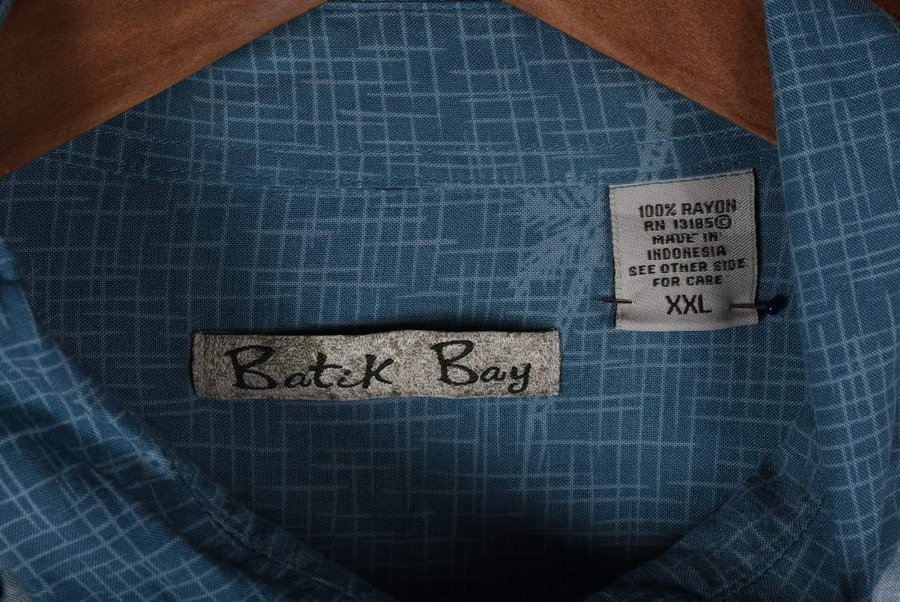 Batik Bay
100% RAYON
RN 13185©
MADE IN
INDONESIA
SEE OTHER SIDE
FOR CARE
XXL